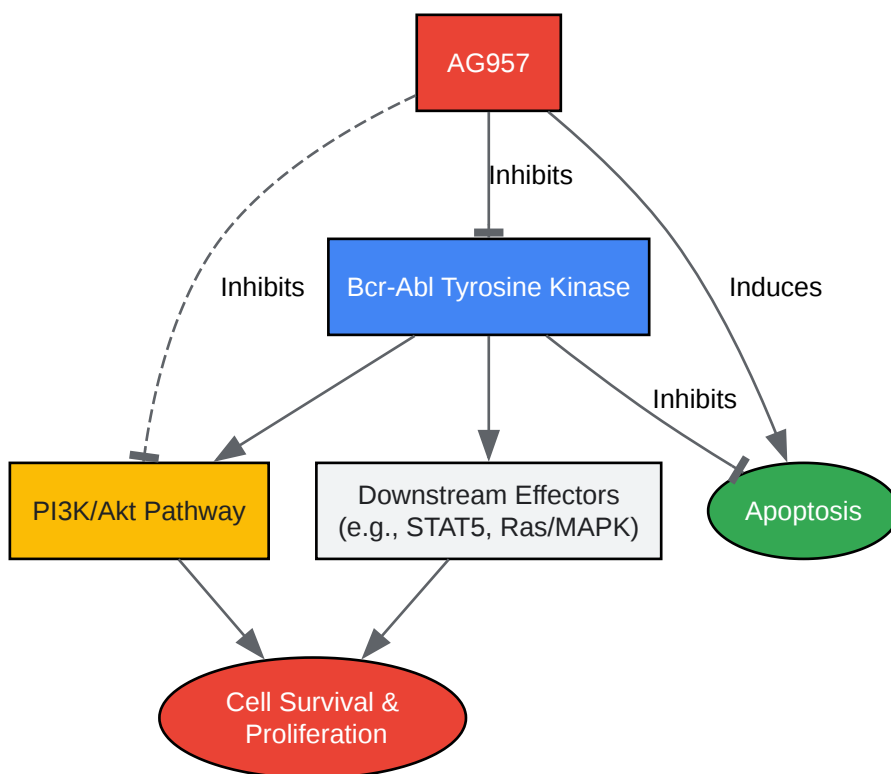 AG957
Inhibits
Bcr-Abl Tyrosine Kinase
Inhibits
Induces
Inhibits
PI3K/Akt Pathway
Downstream Effectors
(e.g., STAT5, Ras/MAPK)
Apoptosis
Cell Survival &
Proliferation